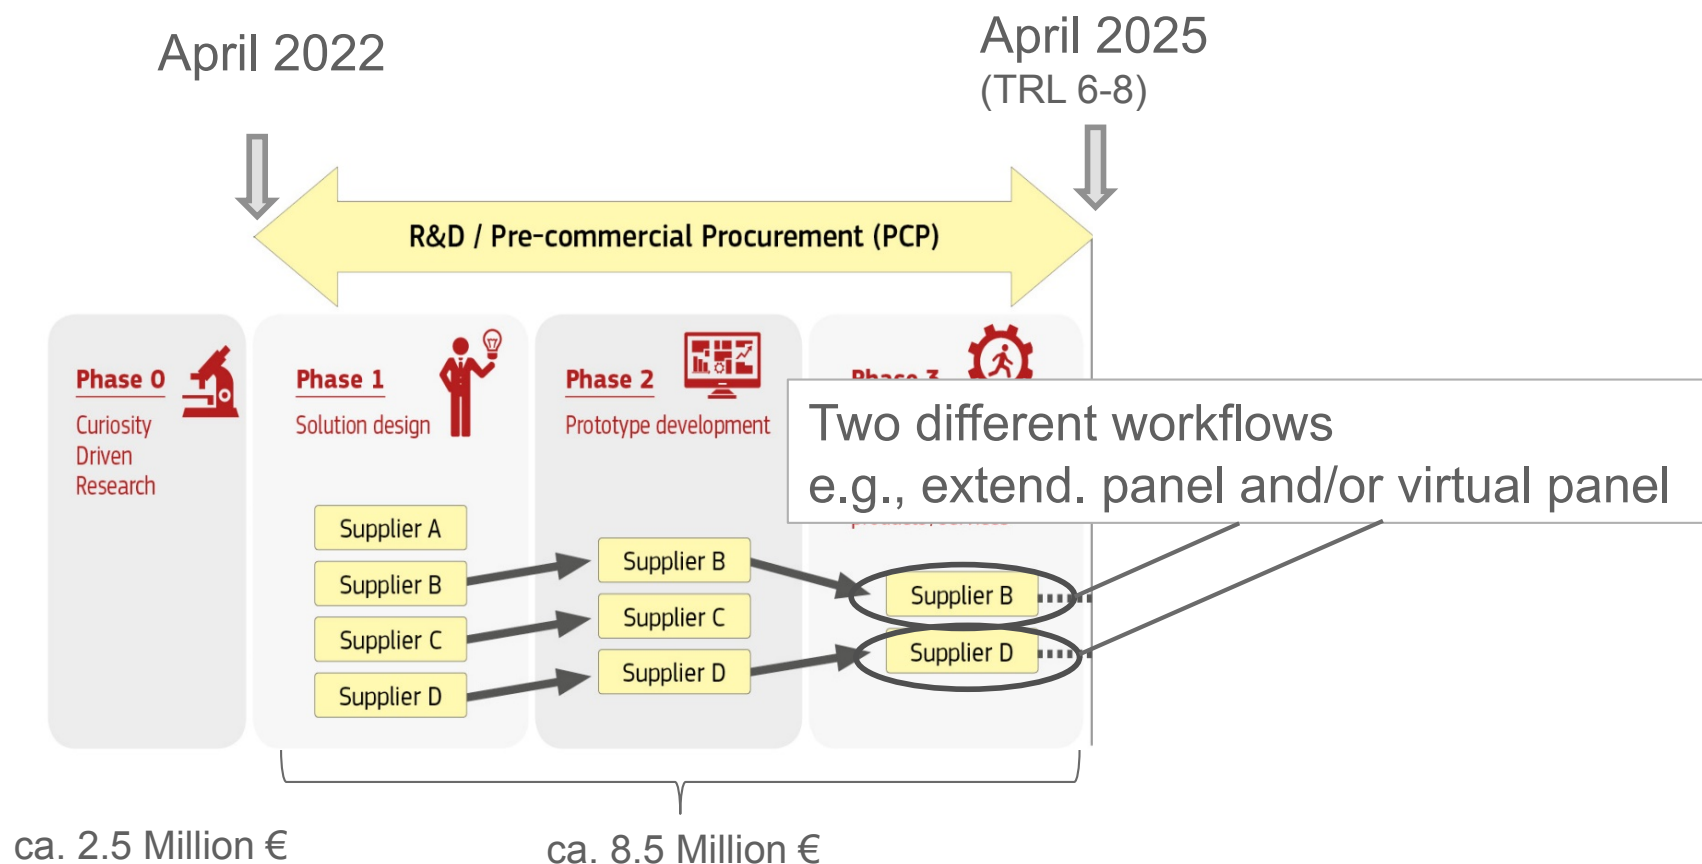 April 2022
April 2025
(TRL 6-8)
R&D / Pre-commercial Procurement (PCP)
Phase 0
Curiosity
Driven
Research
Phase 1
Solution design
Phase 2
Prototype development
Phase 3
Two different workflows
e.g., extend. panel and/or virtual panel
Supplier A
Supplier B
Supplier C
Supplier D
Supplier B
Supplier C
Supplier D
Supplier B
Supplier D
ca. 2.5 Million €
ca. 8.5 Million €